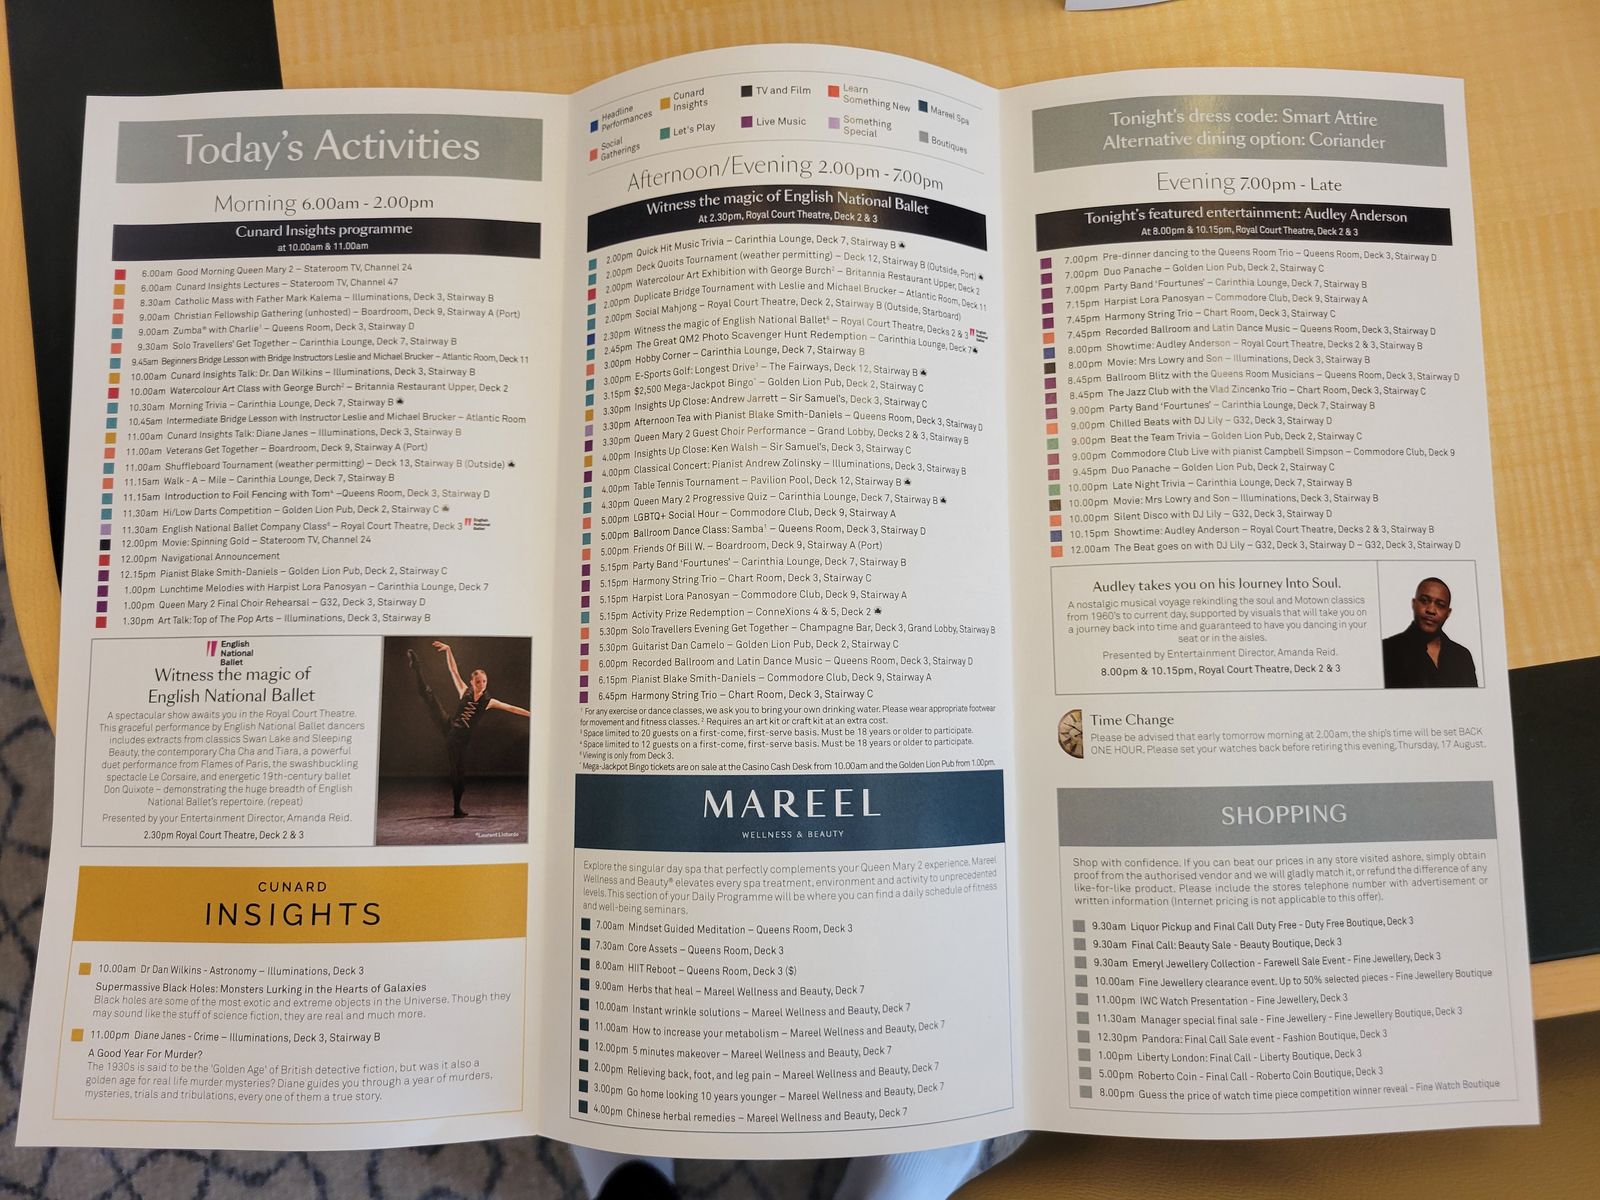 Today's Activities
Morning 6.00am - 2.00pm
Cunard Insights programme
at 10.00am & 11.00am
6.00am Good Morning Queen Mary 2 – Stateroom TV, Channel 24
6.00am Cunard Insights Lectures – Stateroom TV, Channel 47
8.30am Catholic Mass with Father Mark Kalema – Illuminations, Deck 3, Stairway B
9.00am Christian Fellowship Gathering (unhosted) – Boardroom, Deck 9, Stairway A (Port)
9.00am Zumba® with Charlie¹ – Queens Room, Deck 3, Stairway D
9.30am Solo Travellers' Get Together – Carinthia Lounge, Deck 7, Stairway B
9.45am Beginners Bridge Lesson with Bridge Instructors Leslie and Michael Brucker – Atlantic Room, Deck 11
10.00am Cunard Insights Talk: Dr. Dan Wilkins – Illuminations, Deck 3, Stairway B
10.00am Watercolour Art Class with George Burch² – Britannia Restaurant Upper, Deck 2
10.30am Morning Trivia – Carinthia Lounge, Deck 7, Stairway B
10.45am Intermediate Bridge Lesson with Instructor Leslie and Michael Brucker – Atlantic Room
11.00am Cunard Insights Talk: Diane Janes – Illuminations, Deck 3, Stairway B
11.00am Veterans Get Together – Boardroom, Deck 9, Stairway A (Port)
11.00am Shuffleboard Tournament (weather permitting) – Deck 13, Stairway B (Outside)
11.15am Walk - A – Mile – Carinthia Lounge, Deck 7, Stairway B
11.15am Introduction to Foil Fencing with Tom⁴ –Queens Room, Deck 3, Stairway D
11.30am Hi/Low Darts Competition – Golden Lion Pub, Deck 2, Stairway C
11.30am English National Ballet Company Class⁵ – Royal Court Theatre, Deck 3 English National Ballet
12.00pm Movie: Spinning Gold – Stateroom TV, Channel 24
12.00pm Navigational Announcement
12.15pm Pianist Blake Smith-Daniels – Golden Lion Pub, Deck 2, Stairway C
1.00pm Lunchtime Melodies with Harpist Lora Panosyan – Carinthia Lounge, Deck 7
1.00pm Queen Mary 2 Final Choir Rehearsal – G32, Deck 3, Stairway D
1.30pm Art Talk: Top of The Pop Arts – Illuminations, Deck 3, Stairway B
English
National
Ballet
Witness the magic of
English National Ballet
A spectacular show awaits you in the Royal Court Theatre.
This graceful performance by English National Ballet dancers
includes extracts from classics Swan Lake and Sleeping
Beauty, the contemporary Cha Cha and Tiara, a powerful
duet performance from Flames of Paris, the swashbuckling
spectacle Le Corsaire, and energetic 19th-century ballet
Don Quixote – demonstrating the huge breadth of English
National Ballet's repertoire. (repeat)
Presented by your Entertainment Director, Amanda Reid.
2.30pm Royal Court Theatre, Deck 2 & 3
©Laurent Liotardo
CUNARD
INSIGHTS
10.00am Dr Dan Wilkins - Astronomy – Illuminations, Deck 3
Supermassive Black Holes: Monsters Lurking in the Hearts of Galaxies
Black holes are some of the most exotic and extreme objects in the Universe. Though they
may sound like the stuff of science fiction, they are real and much more.
11.00pm Diane Janes - Crime – Illuminations, Deck 3, Stairway B
A Good Year For Murder?
The 1930s is said to be the 'Golden Age' of British detective fiction, but was it also a
golden age for real life murder mysteries? Diane guides you through a year of murders,
mysteries, trials and tribulations, every one of them a true story.
Headline Performances
Cunard Insights
TV and Film
Learn Something New
Mareel Spa
Social Gatherings
Let's Play
Live Music
Something Special
Boutiques
Afternoon/Evening 2.00pm - 7.00pm
Witness the magic of English National Ballet
At 2.30pm, Royal Court Theatre, Deck 2 & 3
2.00pm Quick Hit Music Trivia – Carinthia Lounge, Deck 7, Stairway B
2.00pm Deck Quoits Tournament (weather permitting) – Deck 12, Stairway B (Outside, Port)
2.00pm Watercolour Art Exhibition with George Burch² – Britannia Restaurant Upper, Deck 2
2.00pm Duplicate Bridge Tournament with Leslie and Michael Brucker – Atlantic Room, Deck 11
2.00pm Social Mahjong – Royal Court Theatre, Deck 2, Stairway B (Outside, Starboard)
2.30pm Witness the magic of English National Ballet⁵ – Royal Court Theatre, Decks 2 & 3 English National Ballet
2.45pm The Great QM2 Photo Scavenger Hunt Redemption – Carinthia Lounge, Deck 7
3.00pm Hobby Corner – Carinthia Lounge, Deck 7, Stairway B
3.00pm E-Sports Golf: Longest Drive³ – The Fairways, Deck 12, Stairway B
3.15pm $2,500 Mega-Jackpot Bingo* – Golden Lion Pub, Deck 2, Stairway C
3.30pm Insights Up Close: Andrew Jarrett – Sir Samuel's, Deck 3, Stairway C
3.30pm Afternoon Tea with Pianist Blake Smith-Daniels – Queens Room, Deck 3, Stairway D
3.30pm Queen Mary 2 Guest Choir Performance – Grand Lobby, Decks 2 & 3, Stairway B
4.00pm Insights Up Close: Ken Walsh – Sir Samuel's, Deck 3, Stairway C
4.00pm Classical Concert: Pianist Andrew Zolinsky – Illuminations, Deck 3, Stairway B
4.00pm Table Tennis Tournament – Pavilion Pool, Deck 12, Stairway B
4.30pm Queen Mary 2 Progressive Quiz – Carinthia Lounge, Deck 7, Stairway B
5.00pm LGBTQ+ Social Hour – Commodore Club, Deck 9, Stairway A
5.00pm Ballroom Dance Class: Samba¹ – Queens Room, Deck 3, Stairway D
5.00pm Friends Of Bill W. – Boardroom, Deck 9, Stairway A (Port)
5.15pm Party Band 'Fourtunes' – Carinthia Lounge, Deck 7, Stairway B
5.15pm Harmony String Trio – Chart Room, Deck 3, Stairway C
5.15pm Harpist Lora Panosyan – Commodore Club, Deck 9, Stairway A
5.15pm Activity Prize Redemption – ConneXions 4 & 5, Deck 2
5.30pm Solo Travellers Evening Get Together – Champagne Bar, Deck 3, Grand Lobby, Stairway B
5.30pm Guitarist Dan Camelo – Golden Lion Pub, Deck 2, Stairway C
6.00pm Recorded Ballroom and Latin Dance Music – Queens Room, Deck 3, Stairway D
6.15pm Pianist Blake Smith-Daniels – Commodore Club, Deck 9, Stairway A
6.45pm Harmony String Trio – Chart Room, Deck 3, Stairway C
¹ For any exercise or dance classes, we ask you to bring your own drinking water. Please wear appropriate footwear
for movement and fitness classes. ² Requires an art kit or craft kit at an extra cost.
³ Space limited to 20 guests on a first-come, first-serve basis. Must be 18 years or older to participate.
⁴ Space limited to 12 guests on a first-come, first-serve basis. Must be 18 years or older to participate.
⁵ Viewing is only from Deck 3.
* Mega-Jackpot Bingo tickets are on sale at the Casino Cash Desk from 10.00am and the Golden Lion Pub from 1.00pm.
MAREEL
WELLNESS & BEAUTY
Explore the singular day spa that perfectly complements your Queen Mary 2 experience. Mareel
Wellness and Beauty® elevates every spa treatment, environment and activity to unprecedented
levels. This section of your Daily Programme will be where you can find a daily schedule of fitness
and well-being seminars.
7.00am Mindset Guided Meditation – Queens Room, Deck 3
7.30am Core Assets – Queens Room, Deck 3
8.00am HIIT Reboot – Queens Room, Deck 3 ($)
9.00am Herbs that heal – Mareel Wellness and Beauty, Deck 7
10.00am Instant wrinkle solutions – Mareel Wellness and Beauty, Deck 7
11.00am How to increase your metabolism – Mareel Wellness and Beauty, Deck 7
12.00pm 5 minutes makeover – Mareel Wellness and Beauty, Deck 7
2.00pm Relieving back, foot, and leg pain – Mareel Wellness and Beauty, Deck 7
3.00pm Go home looking 10 years younger – Mareel Wellness and Beauty, Deck 7
4.00pm Chinese herbal remedies – Mareel Wellness and Beauty, Deck 7
Tonight's dress code: Smart Attire
Alternative dining option: Coriander
Evening 7.00pm - Late
Tonight's featured entertainment: Audley Anderson
At 8.00pm & 10.15pm, Royal Court Theatre, Deck 2 & 3
7.00pm Pre-dinner dancing to the Queens Room Trio – Queens Room, Deck 3, Stairway D
7.00pm Duo Panache – Golden Lion Pub, Deck 2, Stairway C
7.00pm Party Band 'Fourtunes' – Carinthia Lounge, Deck 7, Stairway B
7.15pm Harpist Lora Panosyan – Commodore Club, Deck 9, Stairway A
7.45pm Harmony String Trio – Chart Room, Deck 3, Stairway C
7.45pm Recorded Ballroom and Latin Dance Music – Queens Room, Deck 3, Stairway D
8.00pm Showtime: Audley Anderson – Royal Court Theatre, Decks 2 & 3, Stairway B
8.00pm Movie: Mrs Lowry and Son – Illuminations, Deck 3, Stairway B
8.45pm Ballroom Blitz with the Queens Room Musicians – Queens Room, Deck 3, Stairway D
8.45pm The Jazz Club with the Vlad Zincenko Trio – Chart Room, Deck 3, Stairway C
9.00pm Party Band 'Fourtunes' – Carinthia Lounge, Deck 7, Stairway B
9.00pm Chilled Beats with DJ Lily – G32, Deck 3, Stairway D
9.00pm Beat the Team Trivia – Golden Lion Pub, Deck 2, Stairway C
9.00pm Commodore Club Live with pianist Campbell Simpson – Commodore Club, Deck 9
9.45pm Duo Panache – Golden Lion Pub, Deck 2, Stairway C
10.00pm Late Night Trivia – Carinthia Lounge, Deck 7, Stairway B
10.00pm Movie: Mrs Lowry and Son – Illuminations, Deck 3, Stairway B
10.00pm Silent Disco with DJ Lily – G32, Deck 3, Stairway D
10.15pm Showtime: Audley Anderson – Royal Court Theatre, Decks 2 & 3, Stairway B
12.00am The Beat goes on with DJ Lily – G32, Deck 3, Stairway D – G32, Deck 3, Stairway D
Audley takes you on his Journey Into Soul.
A nostalgic musical voyage rekindling the soul and Motown classics
from 1960's to current day, supported by visuals that will take you on
a journey back into time and guaranteed to have you dancing in your
seat or in the aisles.
Presented by Entertainment Director, Amanda Reid.
8.00pm & 10.15pm, Royal Court Theatre, Deck 2 & 3
Time Change
Please be advised that early tomorrow morning at 2.00am, the ship's time will be set BACK
ONE HOUR. Please set your watches back before retiring this evening, Thursday, 17 August.
SHOPPING
Shop with confidence. If you can beat our prices in any store visited ashore, simply obtain
proof from the authorised vendor and we will gladly match it, or refund the difference of any
like-for-like product. Please include the stores telephone number with advertisement or
written information (Internet pricing is not applicable to this offer).
9.30am Liquor Pickup and Final Call Duty Free - Duty Free Boutique, Deck 3
9.30am Final Call: Beauty Sale - Beauty Boutique, Deck 3
9.30am Emeryl Jewellery Collection - Farewell Sale Event - Fine Jewellery, Deck 3
10.00am Fine Jewellery clearance event. Up to 50% selected pieces - Fine Jewellery Boutique
11.00pm IWC Watch Presentation - Fine Jewellery, Deck 3
11.30am Manager special final sale - Fine Jewellery - Fine Jewellery Boutique, Deck 3
12.30pm Pandora: Final Call Sale event - Fashion Boutique, Deck 3
1.00pm Liberty London: Final Call - Liberty Boutique, Deck 3
5.00pm Roberto Coin - Final Call - Roberto Coin Boutique, Deck 3
8.00pm Guess the price of watch time piece competition winner reveal - Fine Watch Boutique